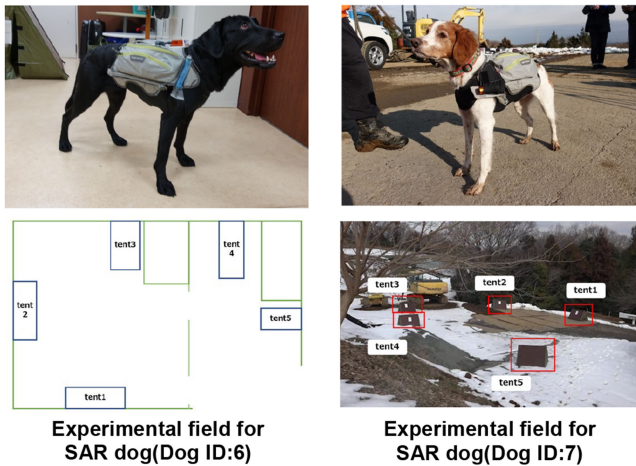 tent3
tent
4
tent
2
tent5
tent1
tent3
tent2
tent1
tent4
tent5
Experimental field for
SAR dog(Dog ID:6)
Experimental field for
SAR dog(Dog ID:7)